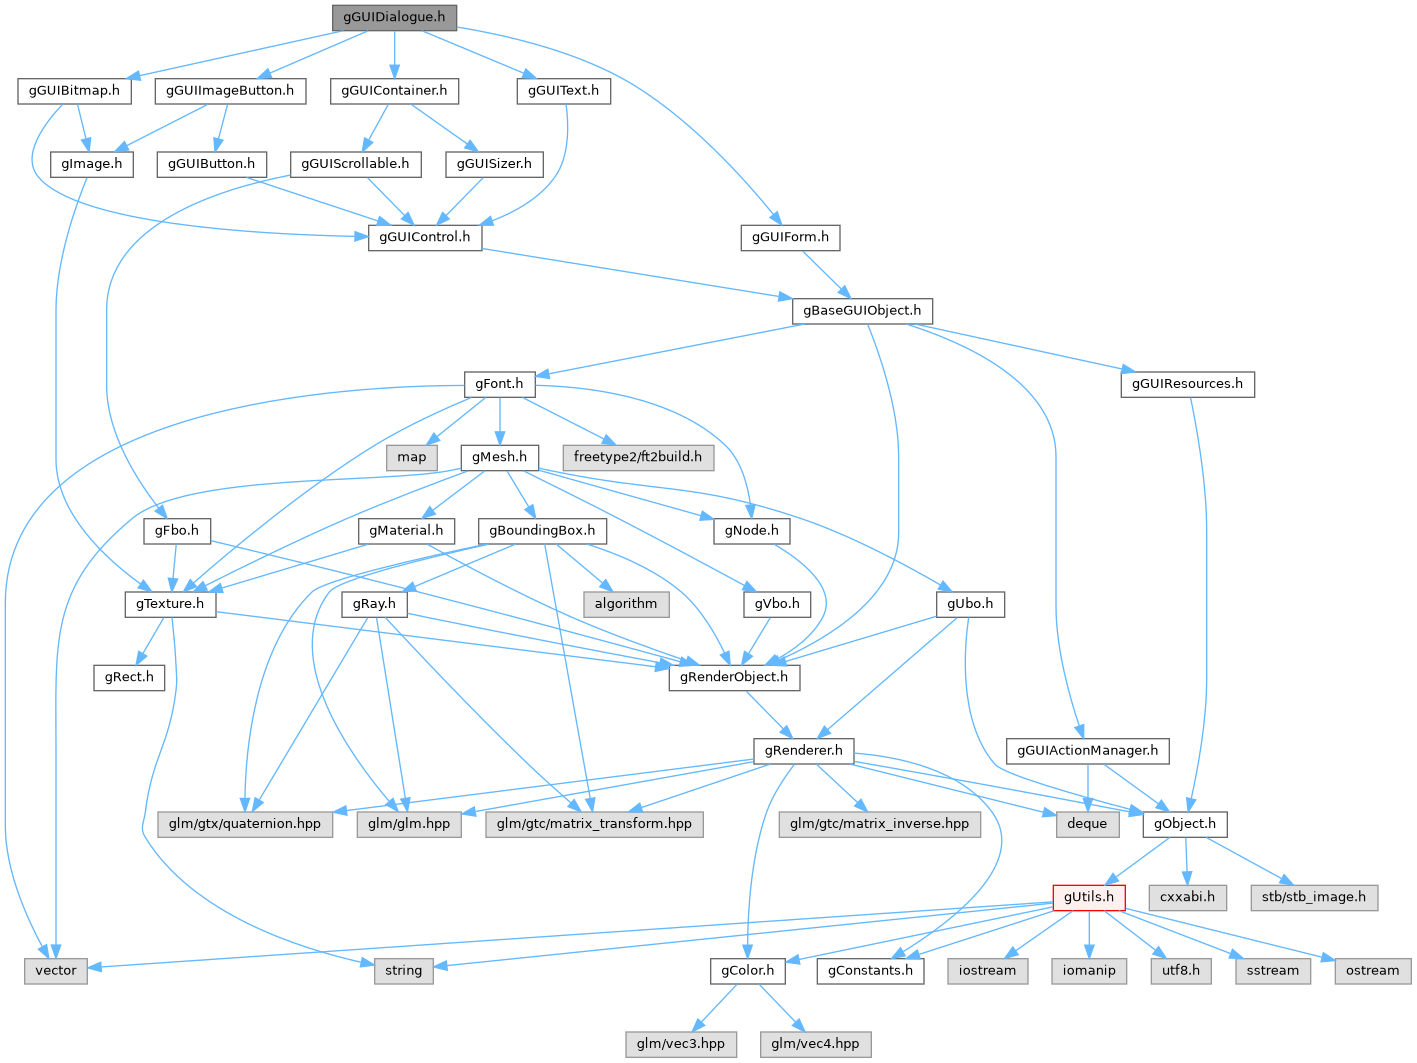 gGUIDialogue.h
gGUIBitmap.h
gGUIImageButton.h
gGUIContainer.h
gGUIText.h
gImage.h
gGUIButton.h
gGUIScrollable.h
gGUISizer.h
gGUIControl.h
gGUIForm.h
gBaseGUIObject.h
gFont.h
gGUIResources.h
map
gMesh.h
freetype2/ft2build.h
gFbo.h
gMaterial.h
gBoundingBox.h
gNode.h
gTexture.h
gRay.h
algorithm
gVbo.h
gUbo.h
gRect.h
gRenderObject.h
gRenderer.h
gGUIActionManager.h
glm/gtx/quaternion.hpp
glm/glm.hpp
glm/gtc/matrix_transform.hpp
glm/gtc/matrix_inverse.hpp
deque
gObject.h
gUtils.h
cxxabi.h
stb/stb_image.h
vector
string
gColor.h
gConstants.h
iostream
iomanip
utf8.h
sstream
ostream
glm/vec3.hpp
glm/vec4.hpp